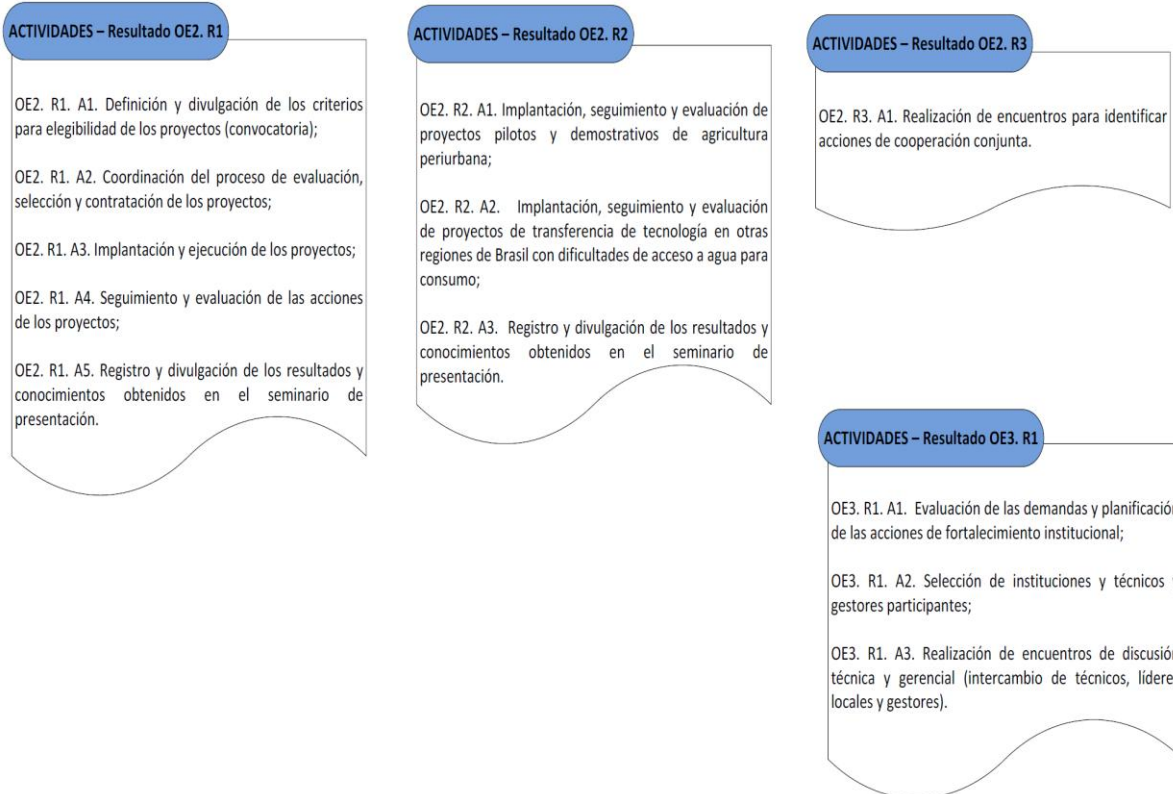 ACTIVIDADES – Resultado OE2. R1
OE2. R1. A1. Definición y divulgación de los criterios
para elegibilidad de los proyectos (convocatoria);
OE2. R1. A2. Coordinación del proceso de evaluación,
selección y contratación de los proyectos;
OE2. R1. A3. Implantación y ejecución de los proyectos;
OE2. R1. A4. Seguimiento y evaluación de las acciones
de los proyectos;
OE2. R1. A5. Registro y divulgación de los resultados y
conocimientos obtenidos en el seminario de
presentación.
ACTIVIDADES – Resultado OE2. R2
OE2. R2. A1. Implantación, seguimiento y evaluación de
proyectos pilotos y demostrativos de agricultura
periurbana;
OE2. R2. A2. Implantación, seguimiento y evaluación
de proyectos de transferencia de tecnología en otras
regiones de Brasil con dificultades de acceso a agua para
consumo;
OE2. R2. A3. Registro y divulgación de los resultados y
conocimientos obtenidos en el seminario de
presentación.
ACTIVIDADES – Resultado OE2. R3
OE2. R3. A1. Realización de encuentros para identificar
acciones de cooperación conjunta.
ACTIVIDADES – Resultado OE3. R1
OE3. R1. A1. Evaluación de las demandas y planificación
de las acciones de fortalecimiento institucional;
OE3. R1. A2. Selección de instituciones y técnicos
gestores participantes;
OE3. R1. A3. Realización de encuentros de discusión
técnica y gerencial (intercambio de técnicos, lídere
locales y gestores).